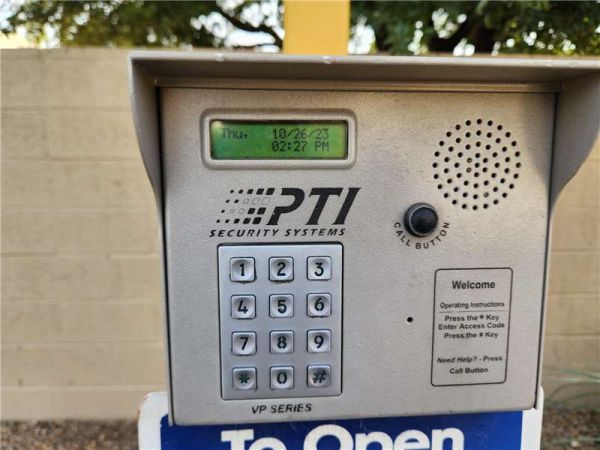 Thu. 10/26/23
02:27 PM
PTI
SECURITY SYSTEMS
CALL BUTTON
1 2 3
4 5 6
7 8 9
* 0 #
VP SERIES
Welcome
Operating Instructions
Press the * Key
Enter Access Code
Press the # Key
Need Help? - Press
Call Button
To Open